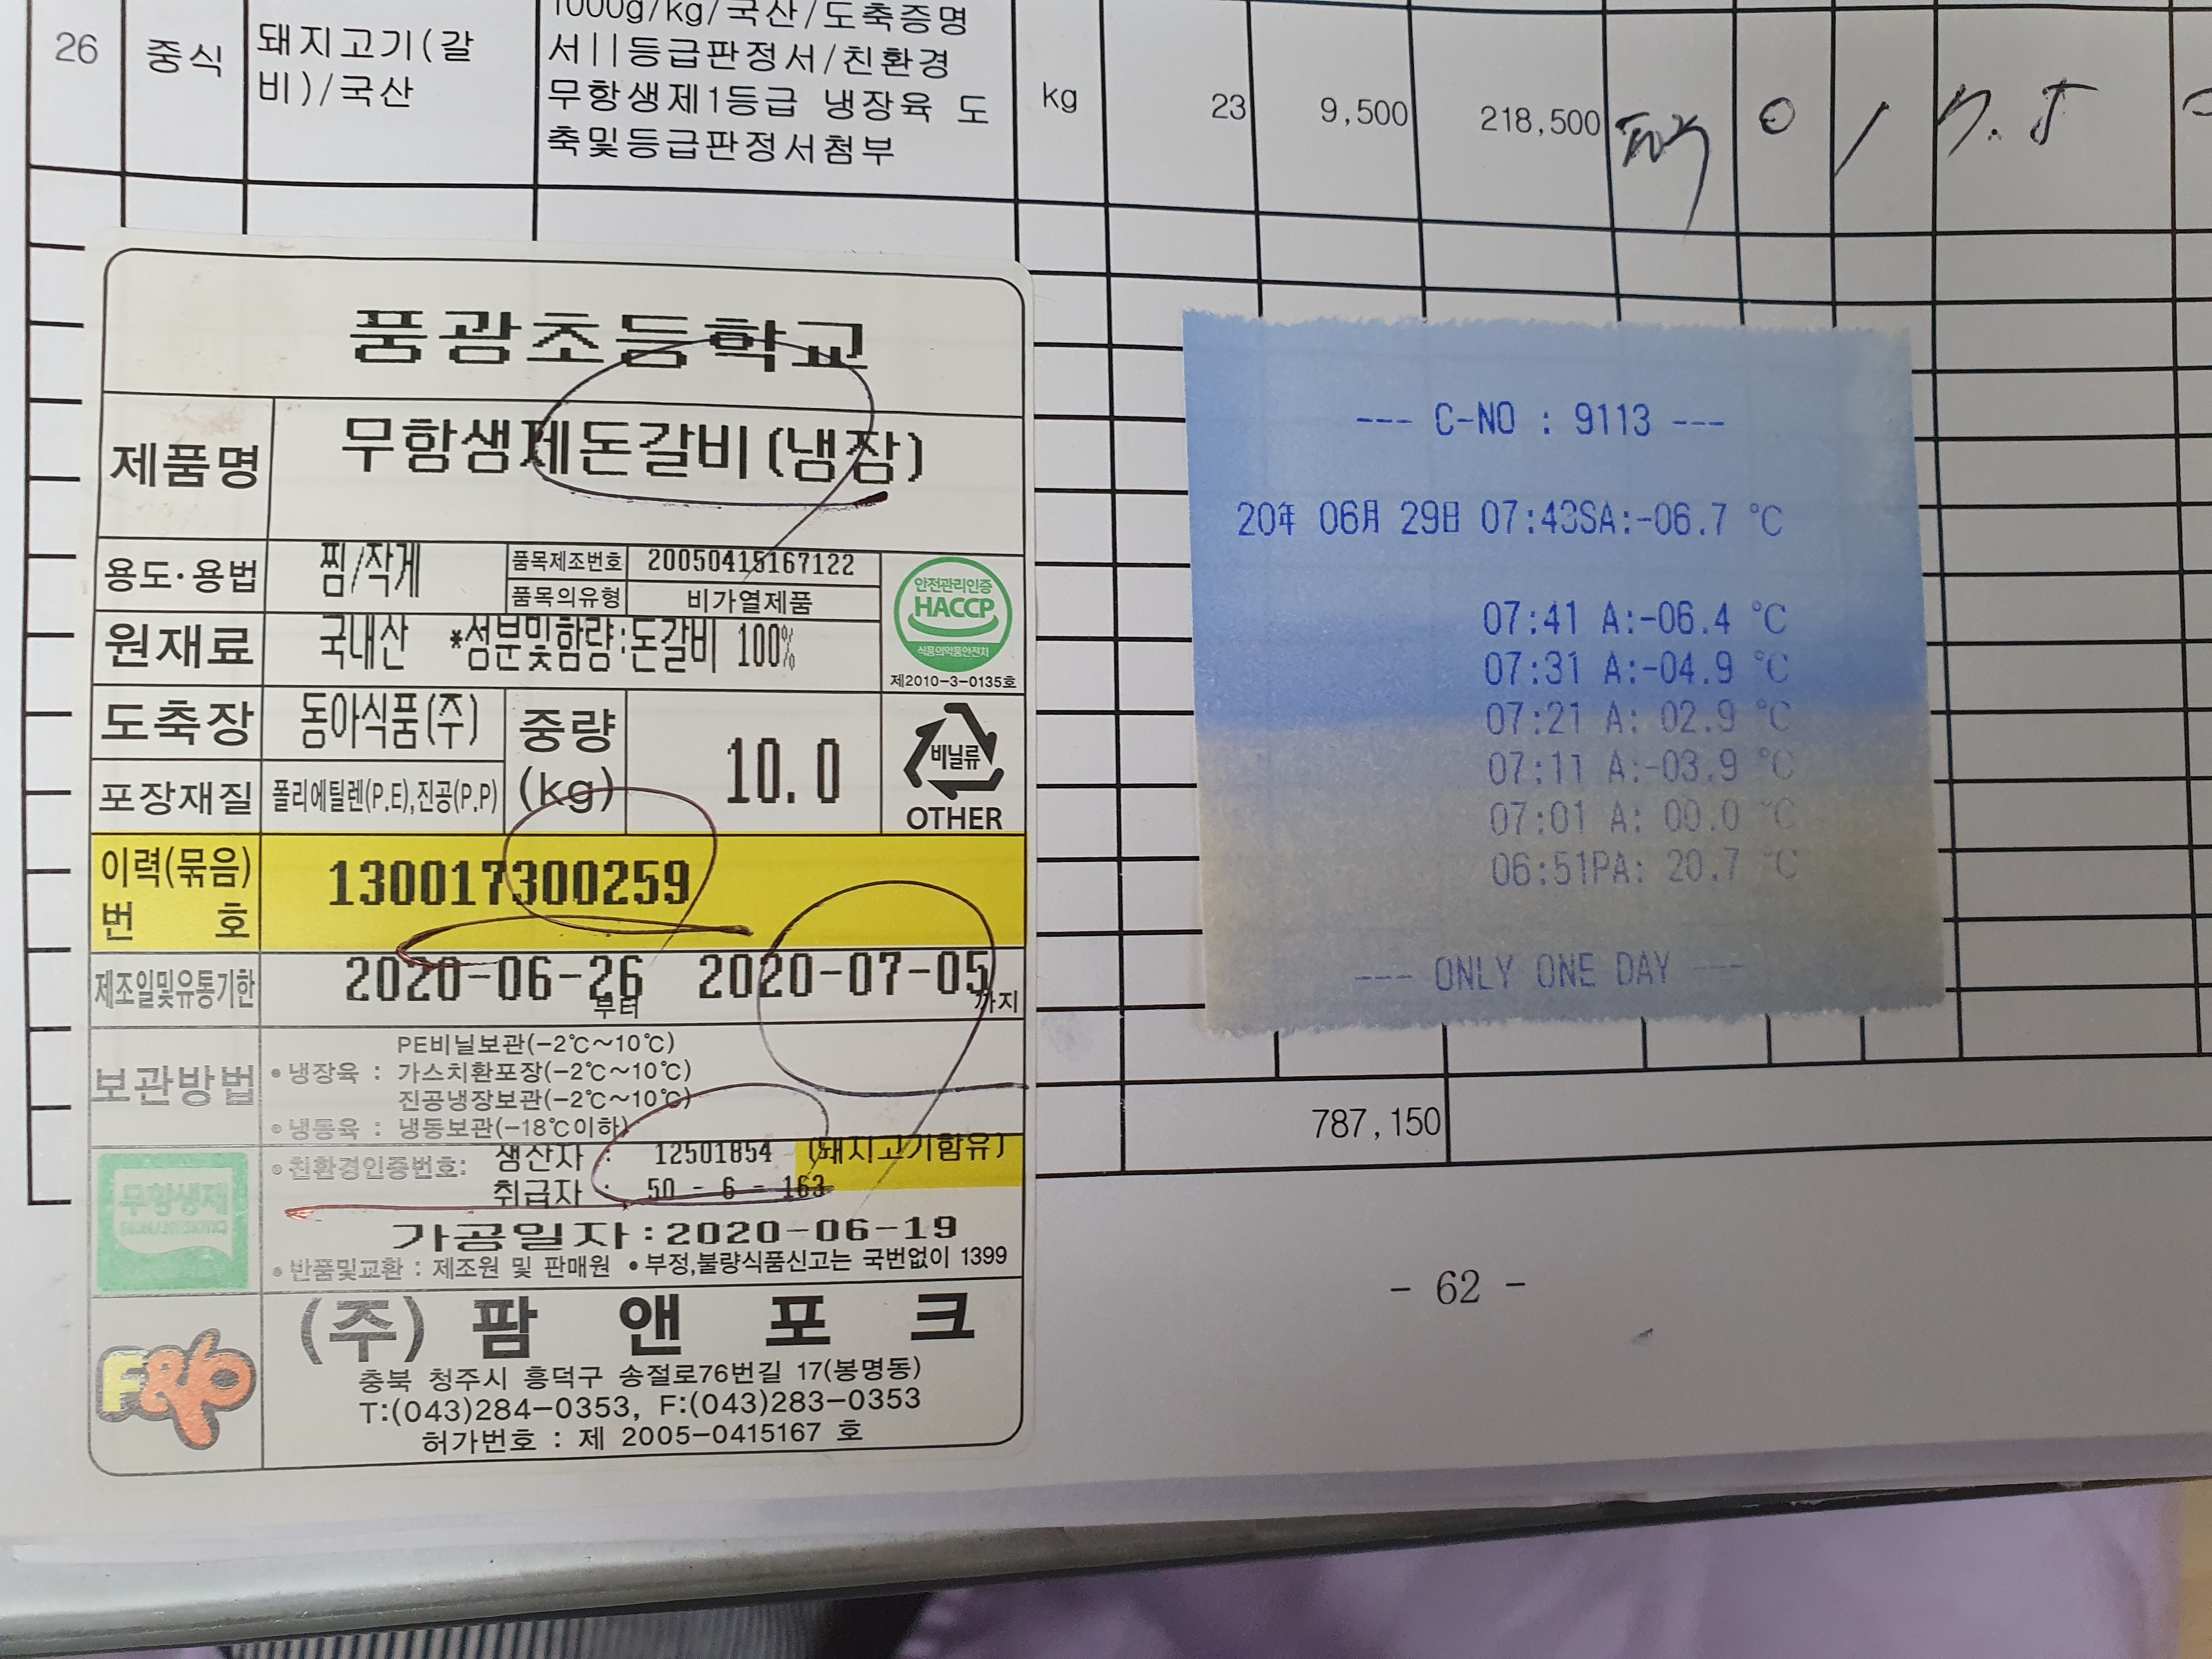 26
중식
돼지고기(갈
비)/국산
1000g/kg/국산/도축증명
서||등급판정서/친환경
무항생제1등급 냉장육 도
축및등급판정서첨부
kg
23
9,500
218,500
품광초등학교
제품명
무항생제돈갈비(냉장)
용도·용법
찜/작게
품목제조번호
20050415167122
품목의유형
비가열제품
안전관리인증
HACCP
식품의약품안전처
제2010-3-0135호
원재료
국내산 *성분및함량:돈갈비 100%
도축장
동아식품(주)
중량
(kg)
10.0
포장재질
폴리에틸렌(P.E),진공(P.P)
비닐류
OTHER
이력(묶음)
번 호
130017300259
제조일및유통기한
2020-06-26 부터 2020-07-05 까지
보관방법
PE비닐보관(-2℃~10℃)
• 냉장육 : 가스치환포장(-2℃~10℃)
진공냉장보관(-2℃~10℃)
• 냉동육 : 냉동보관(-18℃이하)
무항생제
• 친환경인증번호: 생산자 : 12501854 (돼지고기함유)
취급자 : 50 - 6 - 163
가공일자:2020-06-19
• 반품및교환 : 제조원 및 판매원 • 부정,불량식품신고는 국번없이 1399
F&P
(주) 팜 앤 포 크
충북 청주시 흥덕구 송절로76번길 17(봉명동)
T:(043)284-0353, F:(043)283-0353
허가번호 : 제 2005-0415167 호
--- C-NO : 9113 ---
20年 06月 29日 07:43SA:-06.7 ℃
07:41 A:-06.4 ℃
07:31 A:-04.9 ℃
07:21 A: 02.9 ℃
07:11 A:-03.9 ℃
07:01 A: 00.0 ℃
06:51PA: 20.7 ℃
--- ONLY ONE DAY ---
787,150
- 62 -